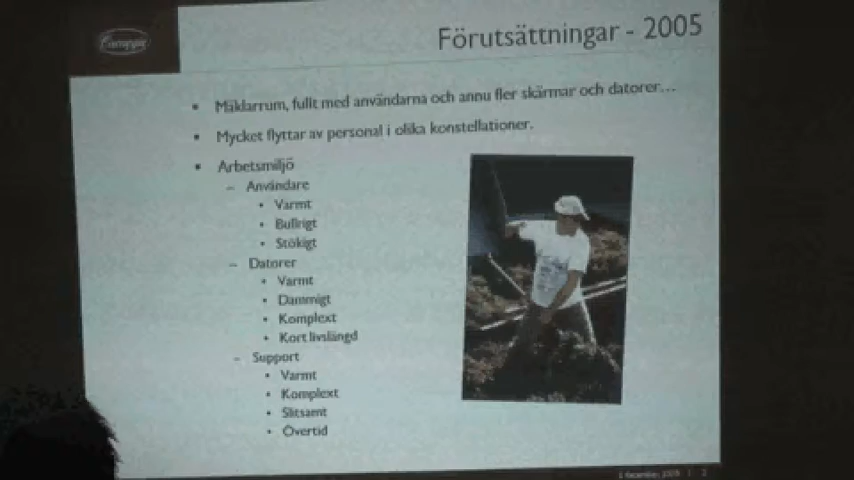 Förutsättningar - 2005
Mäklarrum, fullt med användarna och annu fler skärmar och datorer...
Mycket flyttar av personal i olika konstellationer.
Arbetsmiljö
Användare
Varmt
Bullrigt
Stökigt
Datorer
Varmt
Dammigt
Komplext
Kort livslängd
Support
Varmt
Komplext
Slitsamt
Övertid